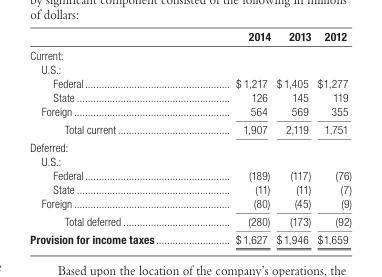 by significant component consisted of the following in millions
of dollars:
2014 2013 2012
Current:
U.S.:
Federal ........ $ 1,217 $ 1,405 $1,277
State ........ 126 145 119
Foreign ........ 564 569 355
Total current ........ 1,907 2,119 1,751
Deferred:
U.S.:
Federal ........ (189) (117) (76)
State ........ (11) (11) (7)
Foreign ........ (80) (45) (9)
Total deferred ........ (280) (173) (92)
Provision for income taxes ........ $ 1,627 $ 1,946 $ 1,659
Based upon the location of the company's operations, the